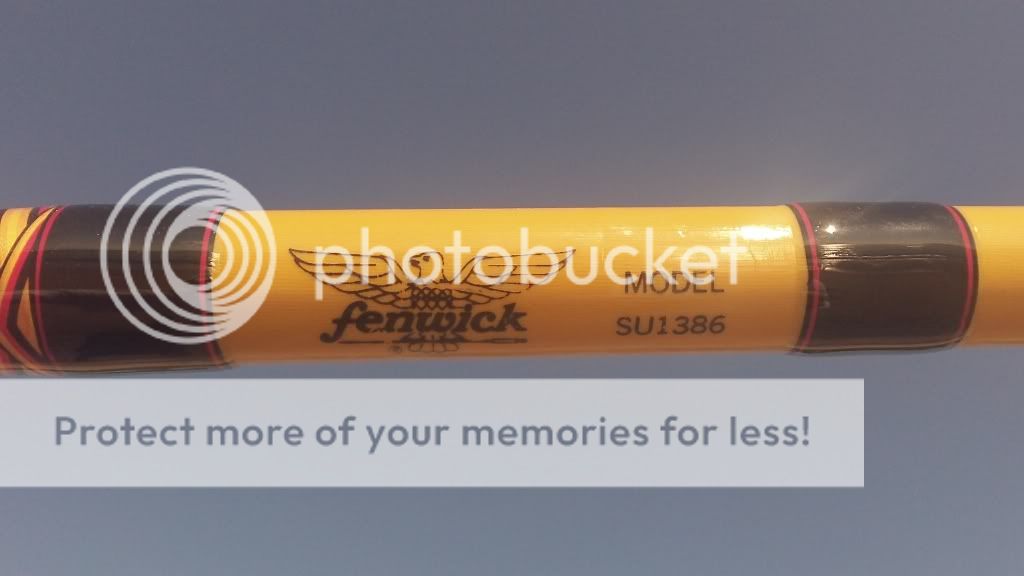 photobucket
MODEL
fenwick
®
SU1386
Protect more of your memories for less!